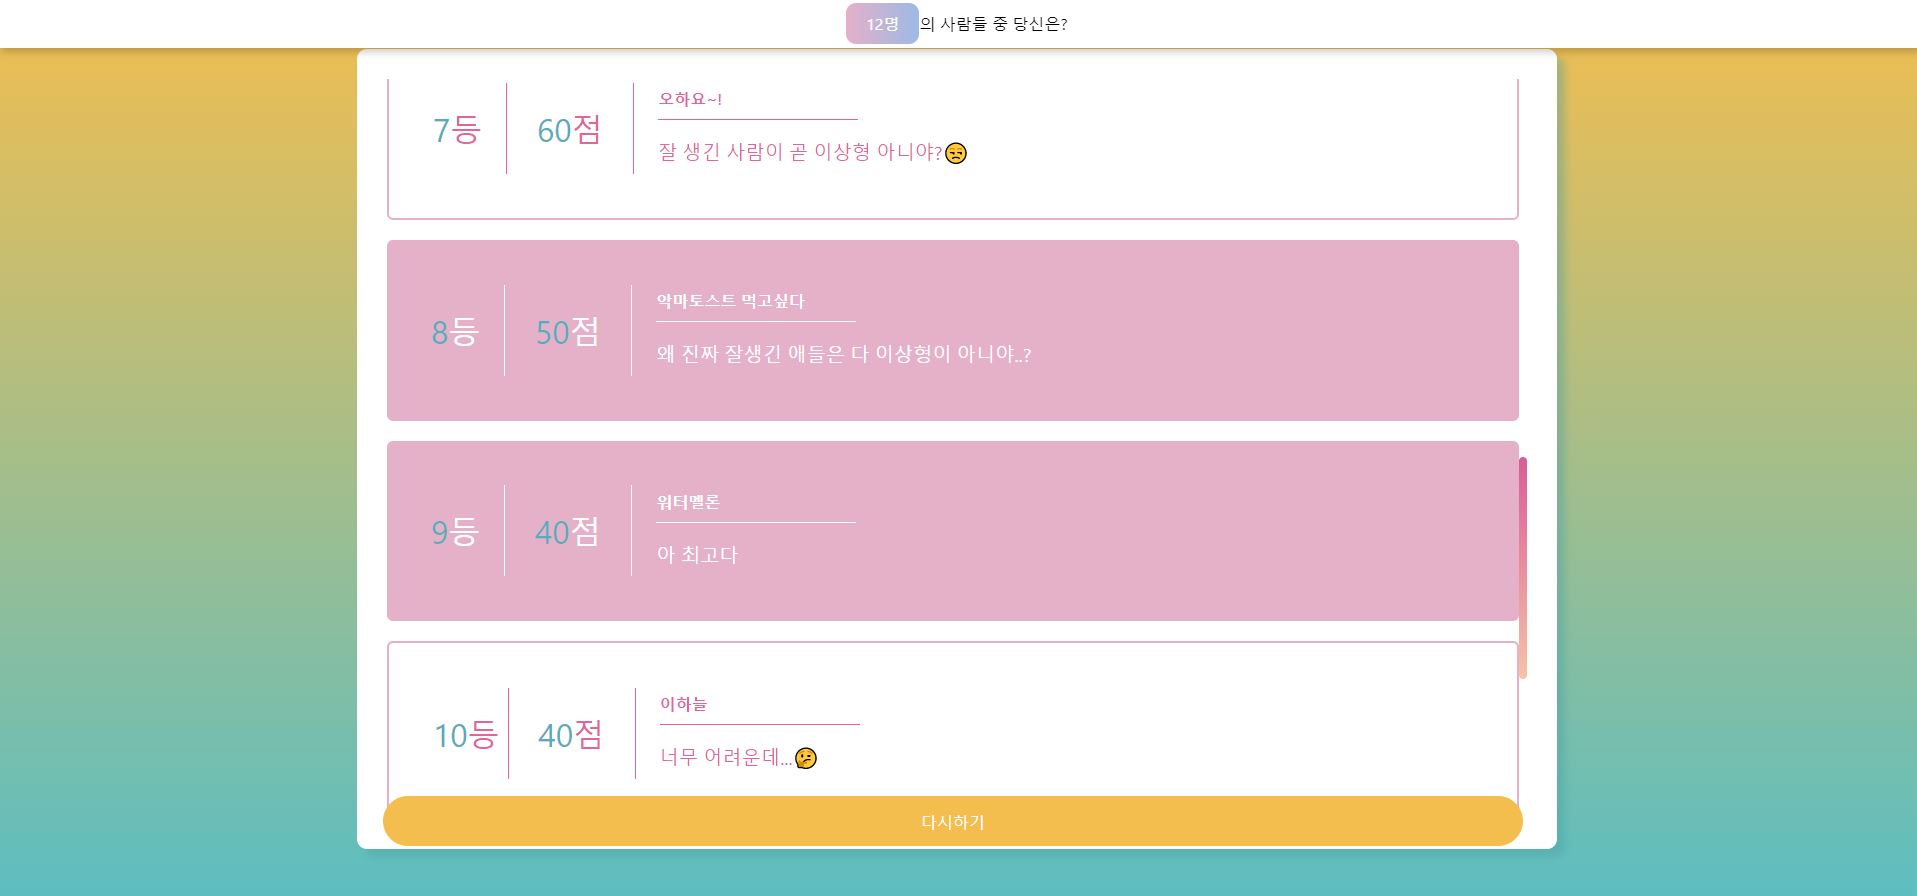 12명 의 사람들 중 당신은?
7등 60점 오하요~!
잘 생긴 사람이 곧 이상형 아니야?😒
8등 50점 악마토스트 먹고싶다
왜 진짜 잘생긴 애들은 다 이상형이 아니야..?
9등 40점 워터멜론
아 최고다
10등 40점 이하늘
너무 어려운데...🤔
다시하기